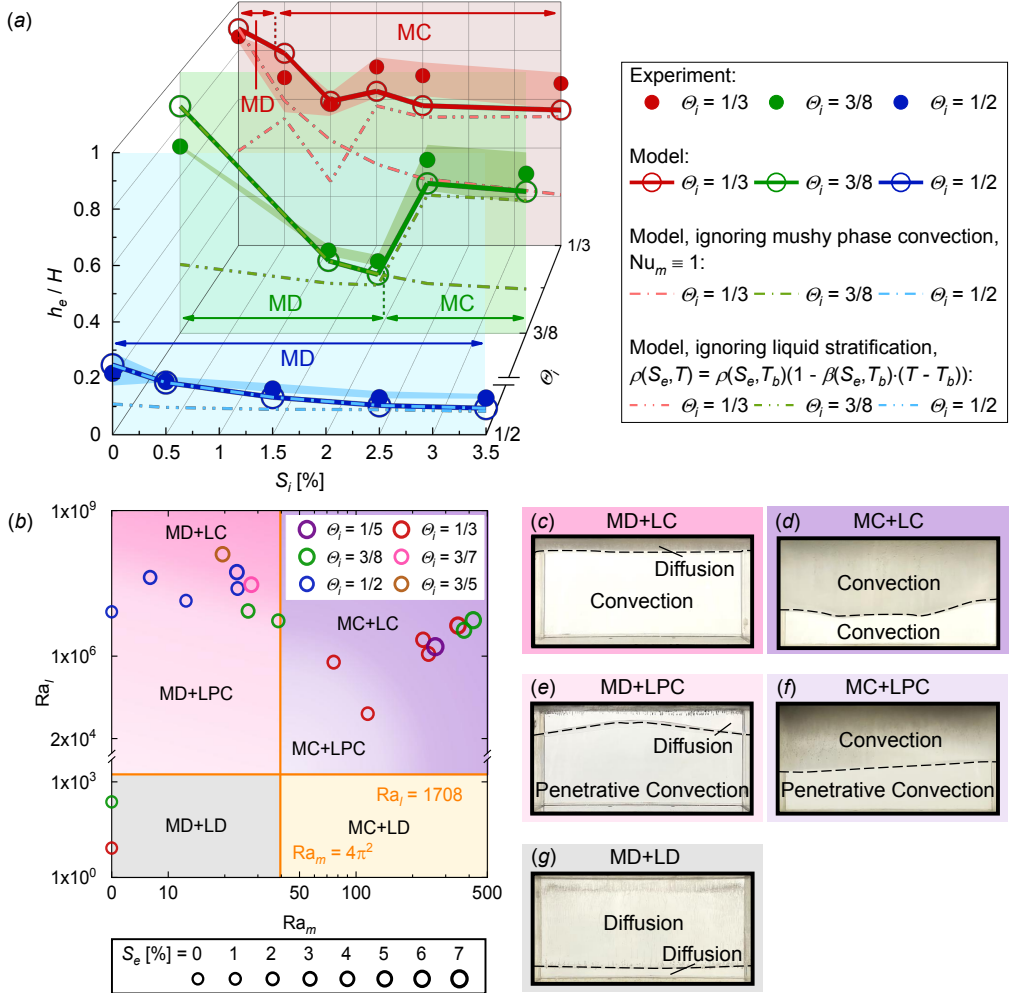 (a)
MD
MC
MD
MD
MC
MD
h_e / H
1
0.8
0.6
0.4
0.2
0
0
0.5
1.0
1.5
2.0
2.5
3.0
3.5
S_i [%]
1/3
3/8
1/2
Θ_i
Experiment:
Θ_i = 1/3 Θ_i = 3/8 Θ_i = 1/2
Model:
Θ_i = 1/3 Θ_i = 3/8 Θ_i = 1/2
Model, ignoring mushy phase convection,
Nu_m ≡ 1:
Θ_i = 1/3 Θ_i = 3/8 Θ_i = 1/2
Model, ignoring liquid stratification,
ρ(S_e,T) = ρ(S_e,T_b)(1 - β(S_e,T_b)·(T - T_b)):
Θ_i = 1/3 Θ_i = 3/8 Θ_i = 1/2
(b)
1x10^9
1x10^6
2x10^4
1x10^3
1x10^0
Ra_l
MD+LC
Θ_i = 1/5 Θ_i = 1/3
Θ_i = 3/8 Θ_i = 3/7
Θ_i = 1/2 Θ_i = 3/5
MC+LC
MD+LPC
MC+LPC
Ra_l = 1708
MD+LD
MC+LD
Ra_m = 4π^2
0 10 50 100 500
Ra_m
S_e [%] = 0 1 2 3 4 5 6 7
(c) MD+LC
Diffusion
Convection
(d) MC+LC
Convection
Convection
(e) MD+LPC
Diffusion
Penetrative Convection
(f) MC+LPC
Convection
Penetrative Convection
(g) MD+LD
Diffusion
Diffusion